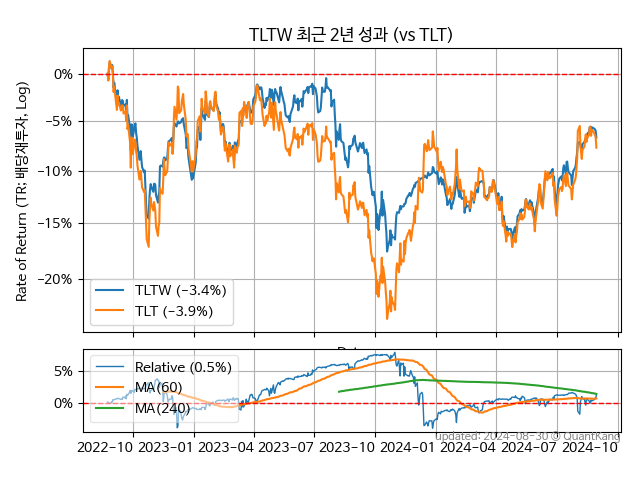 TLTW 최근 2년 성과 (vs TLT)
Rate of Return (TR: 배당재투자, Log)
0%
−5%
−10%
−15%
−20%
TLTW (−3.4%)
TLT (−3.9%)
5%
0%
Relative (0.5%)
MA(60)
MA(240)
2022−10 2023−01 2023−04 2023−07 2023−10 2024−01 2024−04 2024−07 2024−10
updated: 2024−08−30 © QuantKang